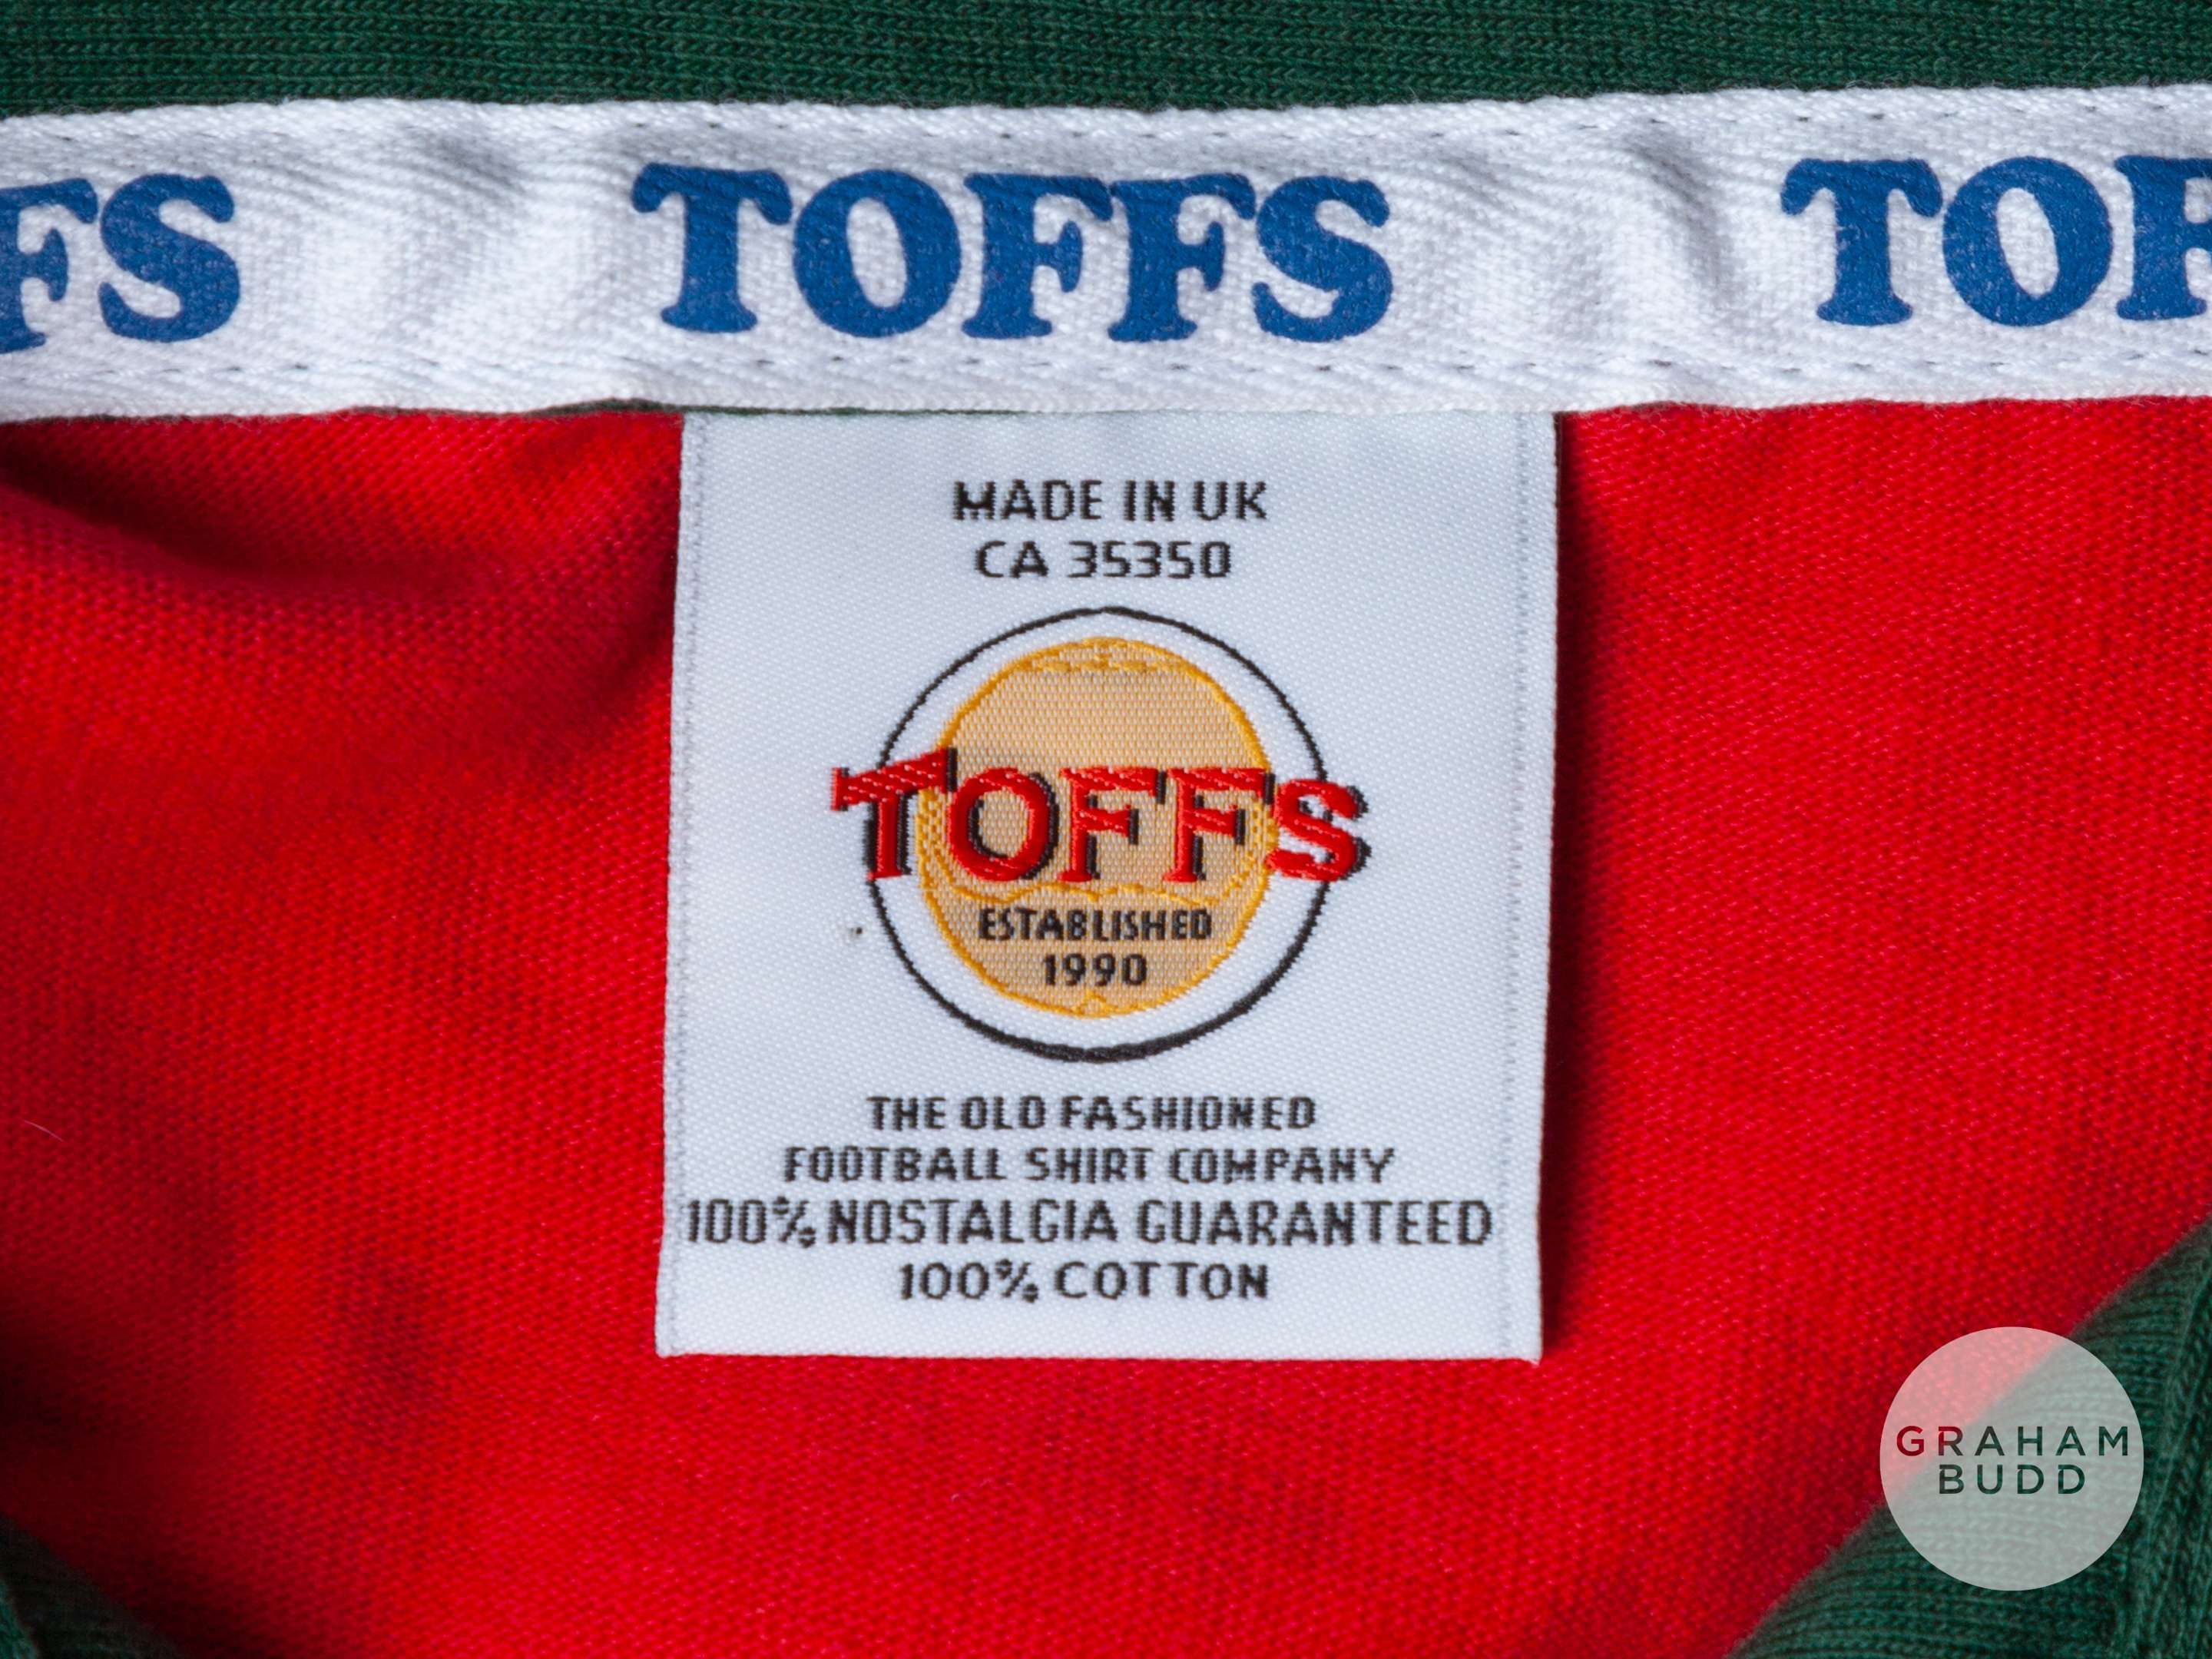 FS TOFFS TOF
MADE IN UK
CA 35350
TOFFS
ESTABLISHED
1990
THE OLD FASHIONED
FOOTBALL SHIRT COMPANY
100% NOSTALGIA GUARANTEED
100% COTTON
GRAHAM
BUDD